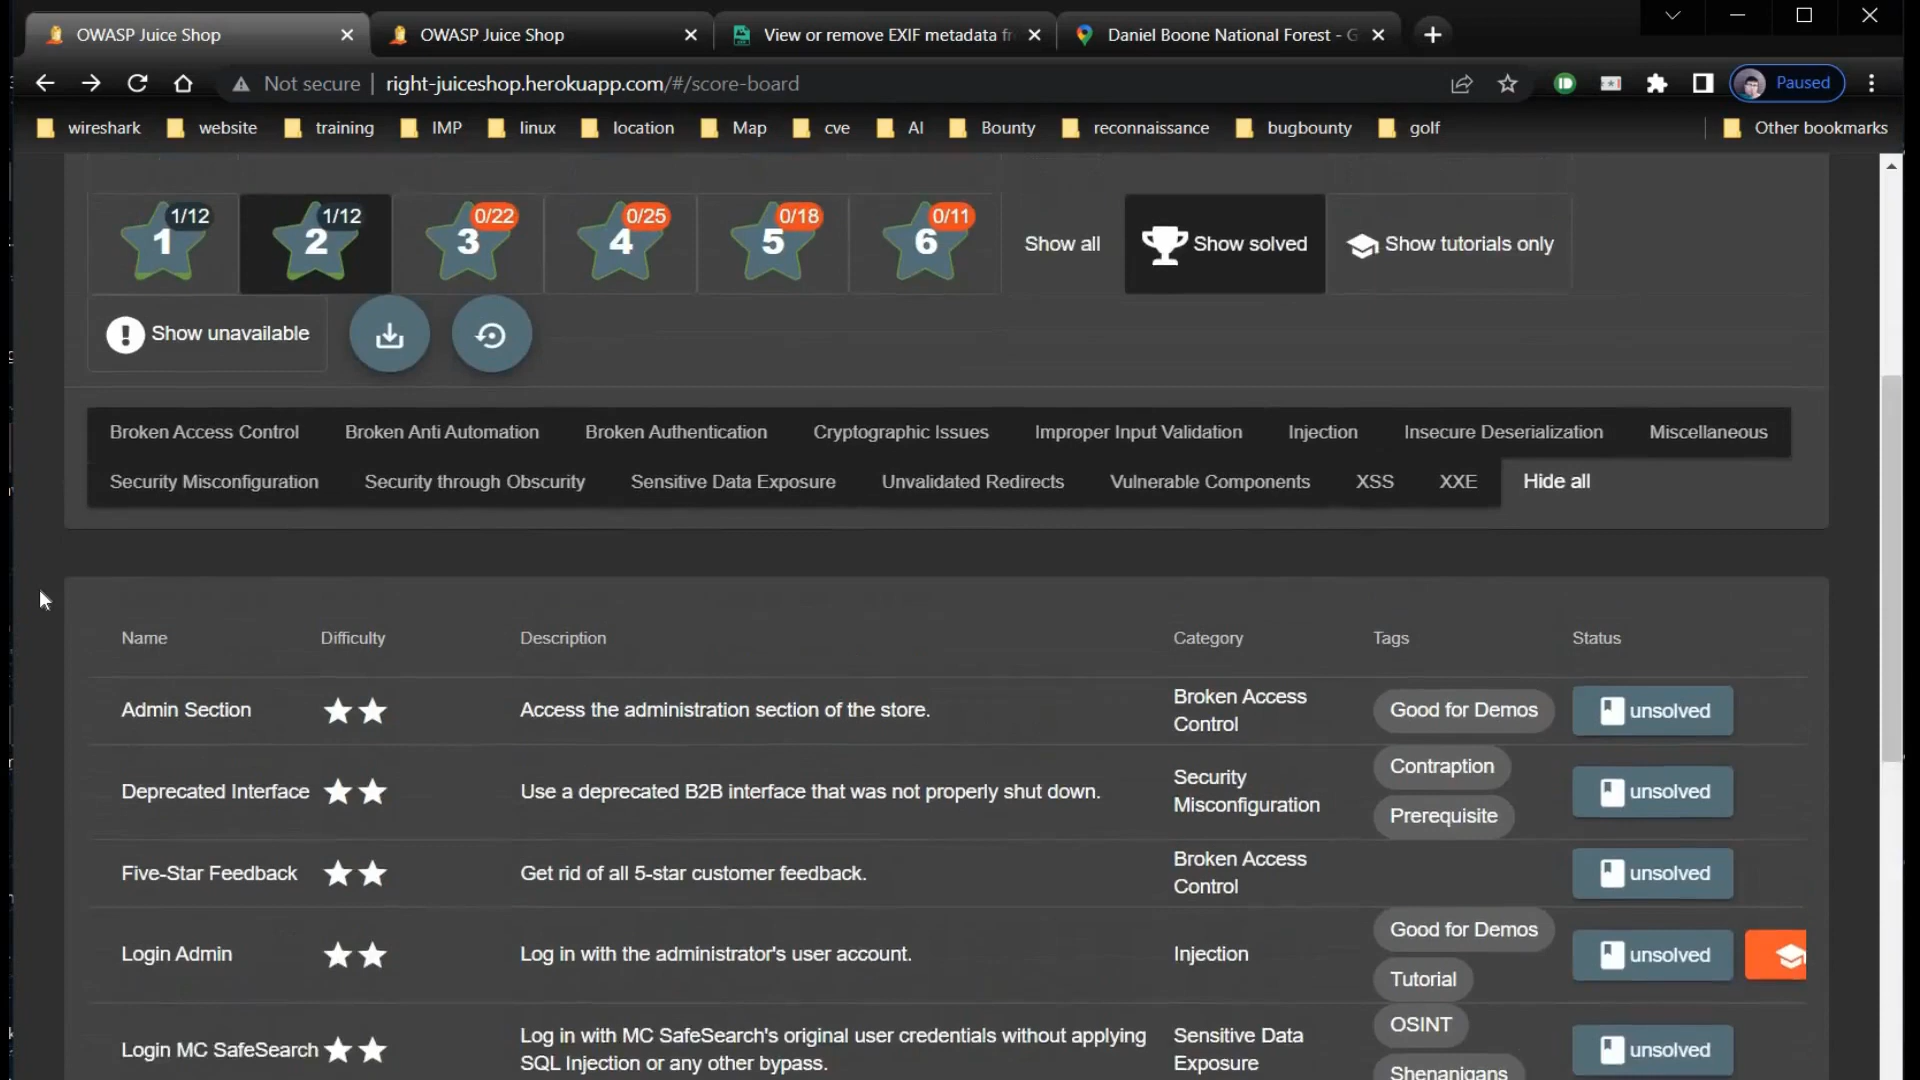 OWASP Juice Shop
OWASP Juice Shop
View or remove EXIF metadata fr
Daniel Boone National Forest - G
Not secure
right-juiceshop.herokuapp.com/#/score-board
Paused
wireshark website training IMP linux location Map cve AI Bounty reconnaissance bugbounty golf Other bookmarks
1 1/12 2 1/12 3 0/22 4 0/25 5 0/18 6 0/11 Show all Show solved Show tutorials only
Show unavailable
Broken Access Control Broken Anti Automation Broken Authentication Cryptographic Issues Improper Input Validation Injection Insecure Deserialization Miscellaneous
Security Misconfiguration Security through Obscurity Sensitive Data Exposure Unvalidated Redirects Vulnerable Components XSS XXE Hide all
Name Difficulty Description Category Tags Status
Admin Section Access the administration section of the store. Broken Access
Control Good for Demos unsolved
Deprecated Interface Use a deprecated B2B interface that was not properly shut down. Security
Misconfiguration Contraption
Prerequisite unsolved
Five-Star Feedback Get rid of all 5-star customer feedback. Broken Access
Control unsolved
Login Admin Log in with the administrator's user account. Injection Good for Demos
Tutorial unsolved
Login MC SafeSearch Log in with MC SafeSearch's original user credentials without applying
SQL Injection or any other bypass. Sensitive Data
Exposure OSINT
Shenanigans unsolved